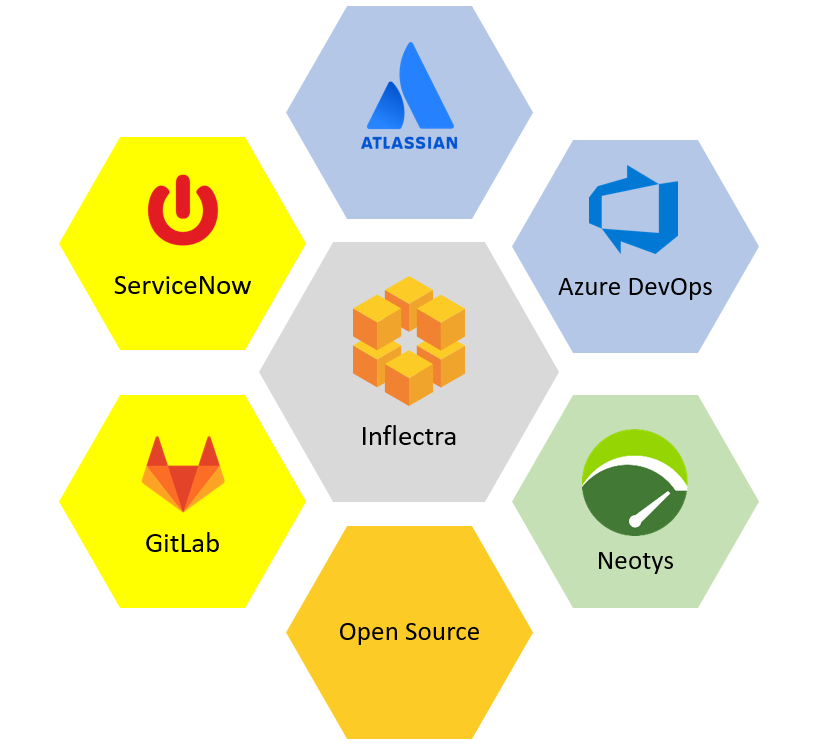 ATLASSIAN
ServiceNow
Azure DevOps
Inflectra
GitLab
Neotys
Open Source